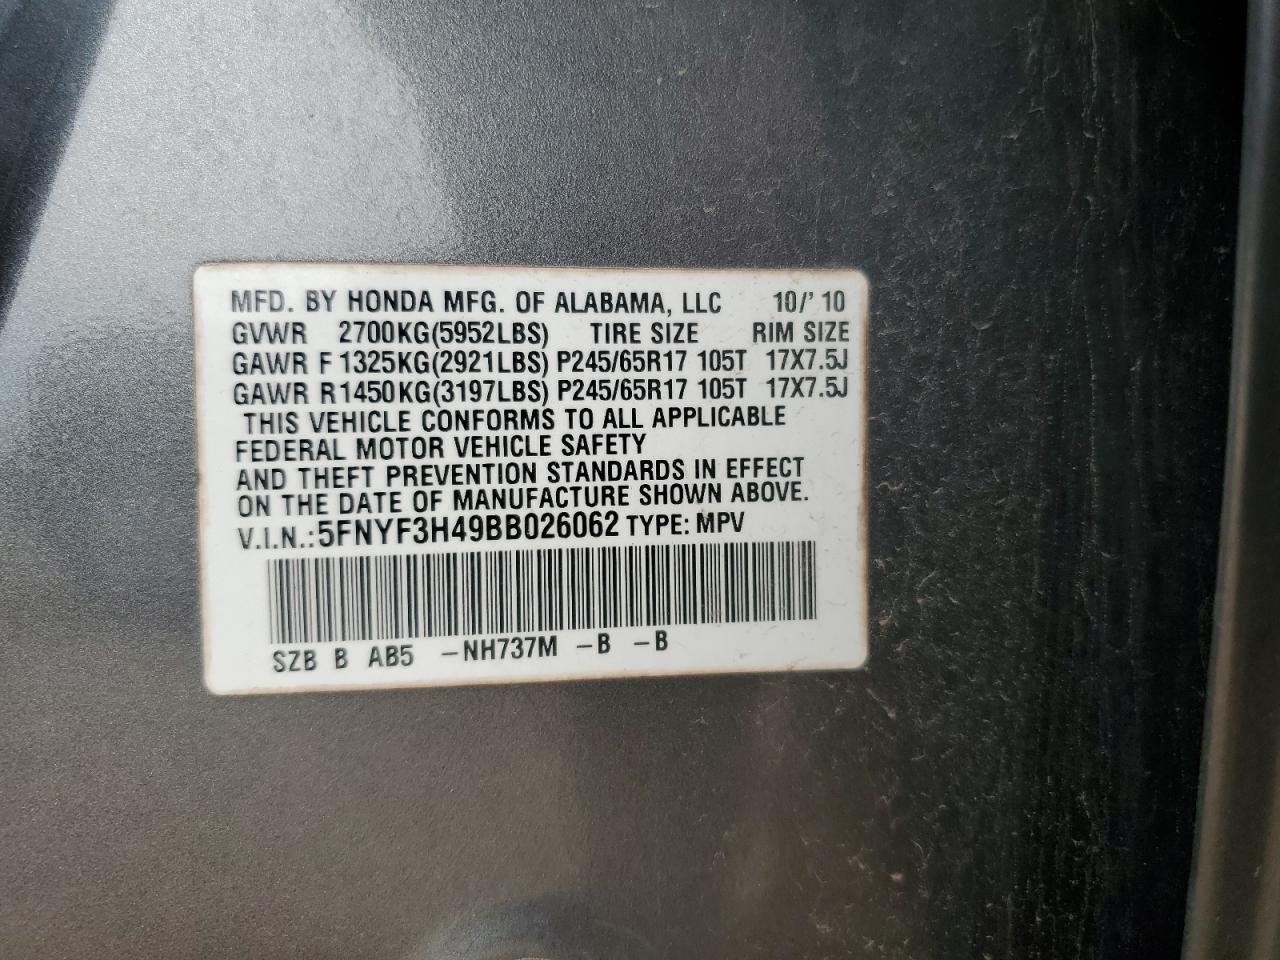 MFD. BY HONDA MFG. OF ALABAMA, LLC 10/'10
GVWR 2700KG(5952LBS) TIRE SIZE RIM SIZE
GAWR F 1325KG(2921LBS) P245/65R17 105T 17X7.5J
GAWR R1450KG(3197LBS) P245/65R17 105T 17X7.5J
THIS VEHICLE CONFORMS TO ALL APPLICABLE
FEDERAL MOTOR VEHICLE SAFETY
AND THEFT PREVENTION STANDARDS IN EFFECT
ON THE DATE OF MANUFACTURE SHOWN ABOVE.
V.I.N.:5FNYF3H49BB026062 TYPE: MPV
SZB B AB5 -NH737M -B -B